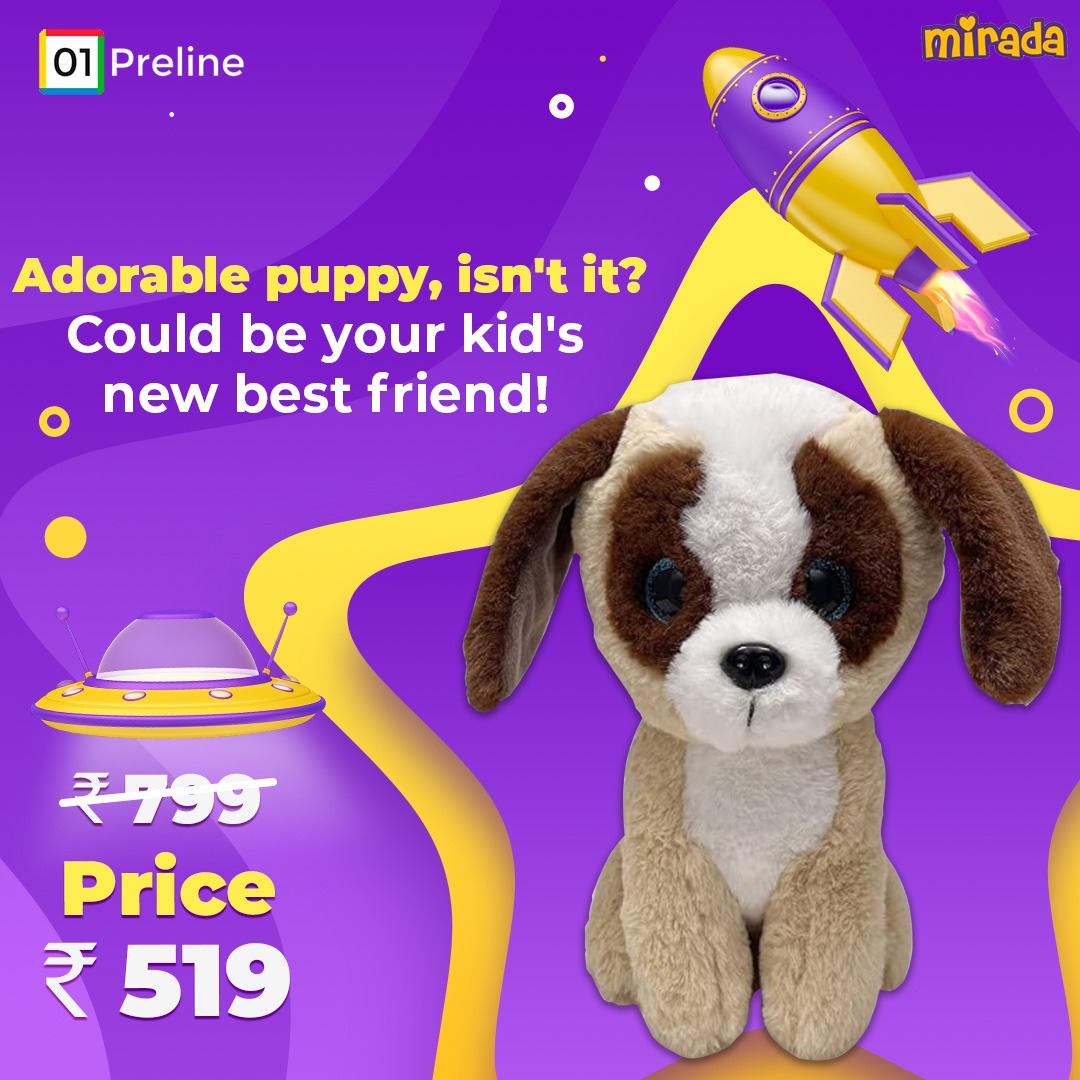 01 Preline
mirada
Adorable puppy, isn't it?
Could be your kid's
new best friend!
₹ 799
Price
₹ 519